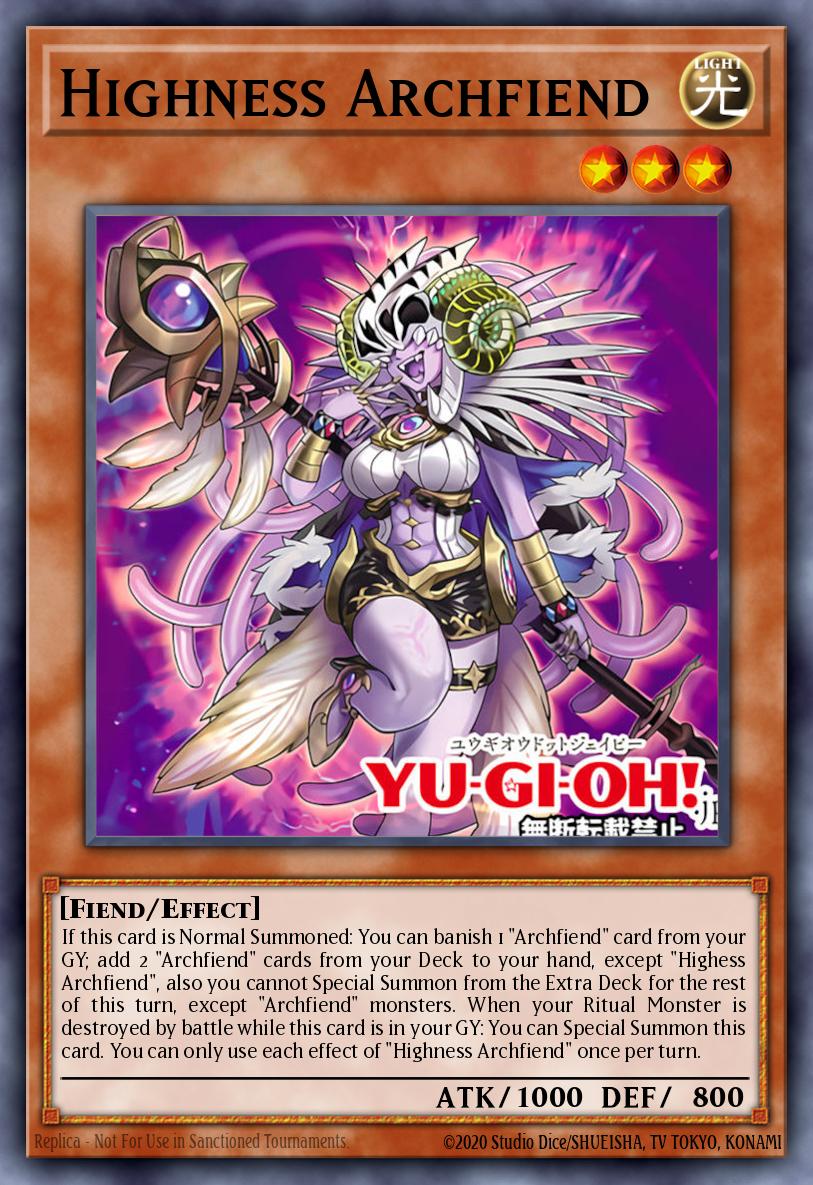 Highness Archfiend
LIGHT
光
ユウギオウドットジェイピー
YU-GI-OH!
.JP
無断転載禁止
[Fiend/Effect]
If this card is Normal Summoned: You can banish 1 "Archfiend" card from your
GY; add 2 "Archfiend" cards from your Deck to your hand, except "Highess
Archfiend", also you cannot Special Summon from the Extra Deck for the rest
of this turn, except "Archfiend" monsters. When your Ritual Monster is
destroyed by battle while this card is in your GY: You can Special Summon this
card. You can only use each effect of "Highness Archfiend" once per turn.
ATK/1000 DEF/ 800
Replica - Not For Use in Sanctioned Tournaments.
©2020 Studio Dice/SHUEISHA, TV TOKYO, KONAMI